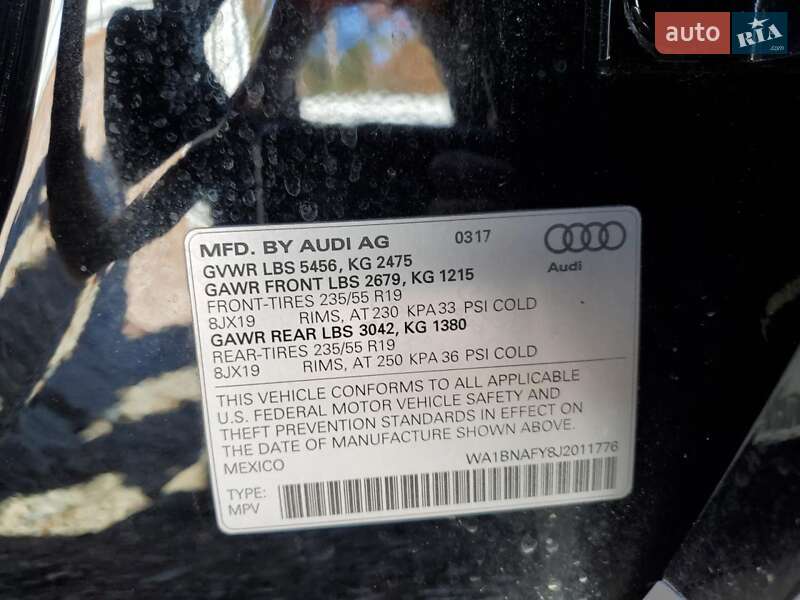 auto RIA.com
MFD. BY AUDI AG 0317
GVWR LBS 5456, KG 2475
GAWR FRONT LBS 2679, KG 1215
FRONT-TIRES 235/55 R19
8JX19 RIMS, AT 230 KPA 33 PSI COLD
GAWR REAR LBS 3042, KG 1380
REAR-TIRES 235/55 R19
8JX19 RIMS, AT 250 KPA 36 PSI COLD
Audi
THIS VEHICLE CONFORMS TO ALL APPLICABLE
U.S. FEDERAL MOTOR VEHICLE SAFETY AND
THEFT PREVENTION STANDARDS IN EFFECT ON
THE DATE OF MANUFACTURE SHOWN ABOVE.
MEXICO WA1BNAFY8J2011776
TYPE:
MPV